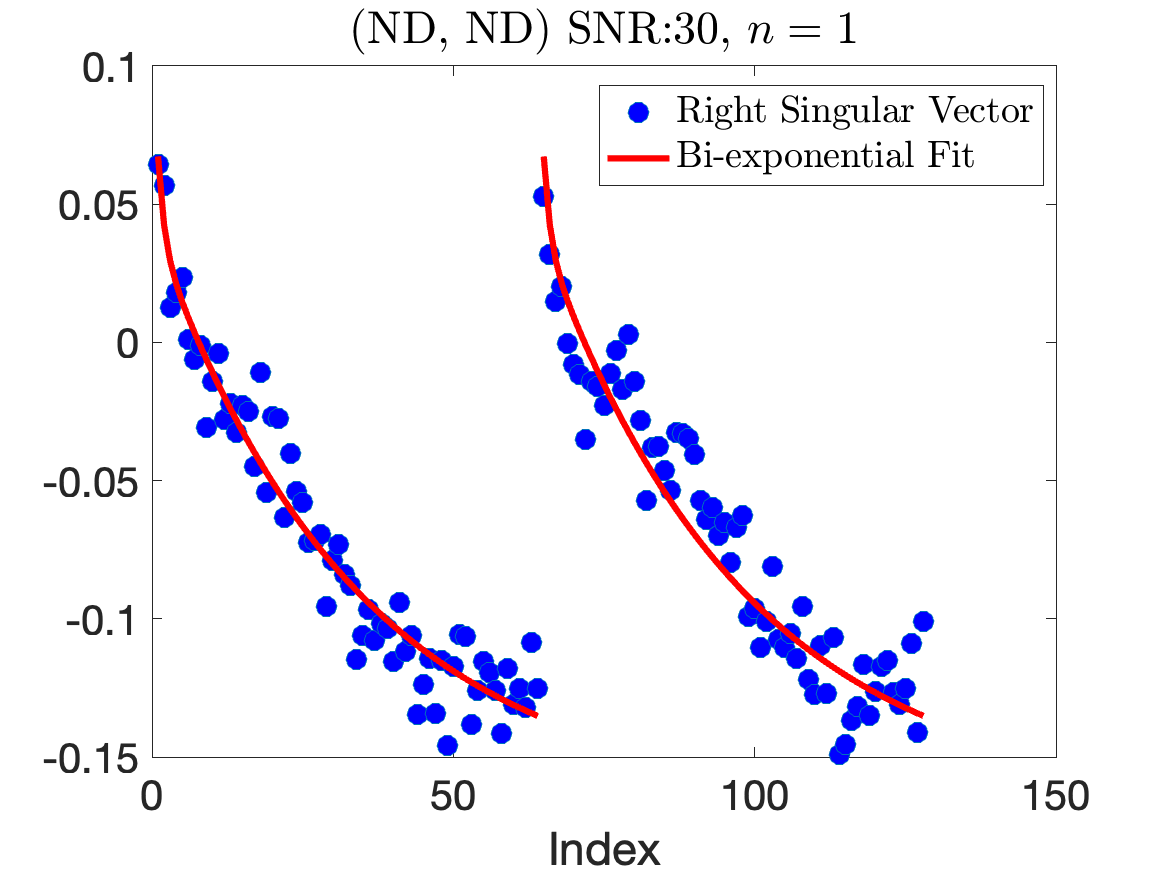 (ND, ND) SNR:30, n = 1
0.1
0.05
0
-0.05
-0.1
-0.15
Right Singular Vector
Bi-exponential Fit
0 50 100 150
Index